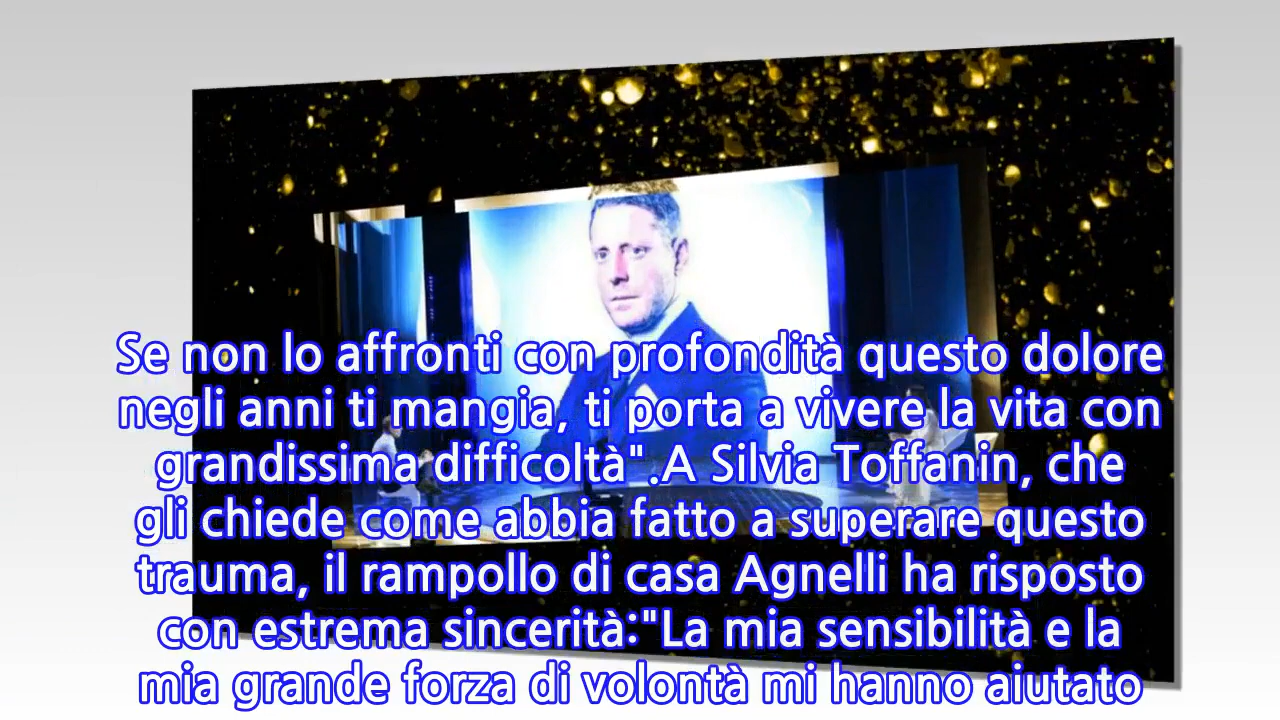 Se non lo affronti con profondità questo dolore
negli anni ti mangia, ti porta a vivere la vita con
grandissima difficoltà".A Silvia Toffanin, che
gli chiede come abbia fatto a superare questo
trauma, il rampollo di casa Agnelli ha risposto
con estrema sincerità:"La mia sensibilità e la
mia grande forza di volontà mi hanno aiutato